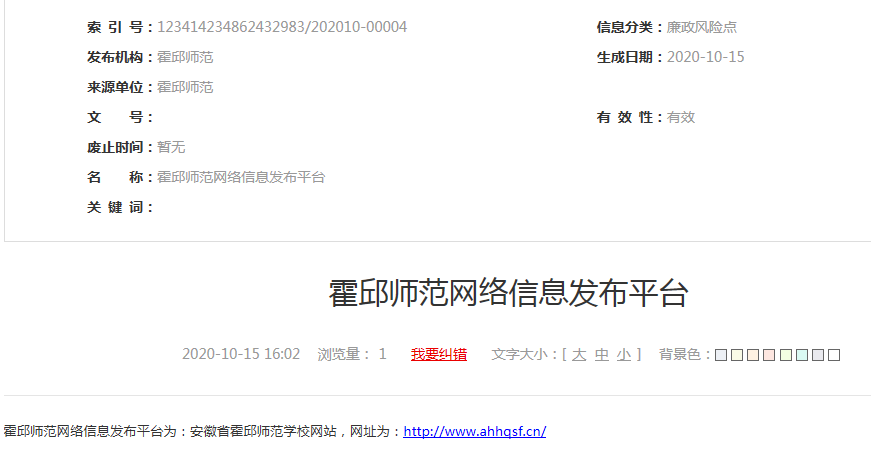 索 引 号：123414234862432983/202010-00004 信息分类：廉政风险点
发布机构：霍邱师范 生成日期：2020-10-15
来源单位：霍邱师范
文 号： 有 效 性：有效
废止时间：暂无
名 称：霍邱师范网络信息发布平台
关 键 词：
霍邱师范网络信息发布平台
2020-10-15 16:02 浏览量： 1 我要纠错 文字大小：[ 大 中 小 ] 背景色：
霍邱师范网络信息发布平台为：安徽省霍邱师范学校网站，网址为：http://www.ahhqsf.cn/